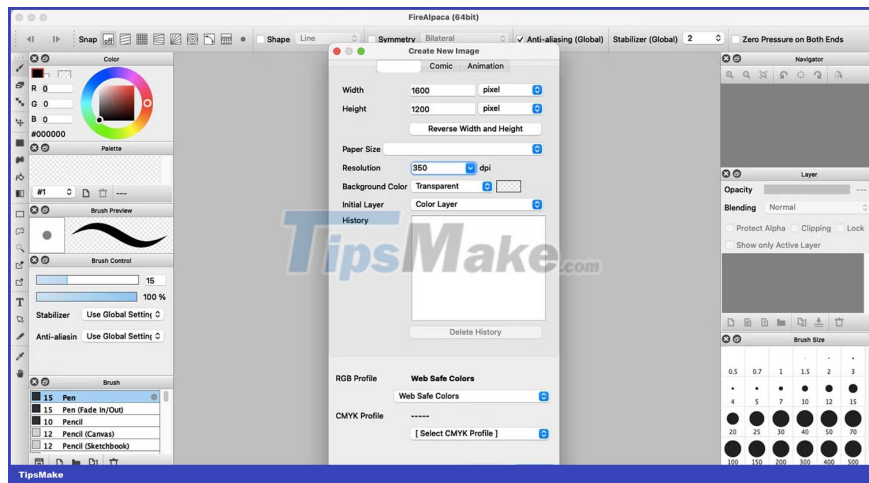 FireAlpaca (64bit)
Snap off Shape Line Symmetry Bilateral Anti-aliasing (Global) Stabilizer (Global) 2 Zero Pressure on Both Ends
Color
R 0
G 0
B 0
#000000
Palette
#1 ---
Brush Preview
Brush Control
15
100 %
Stabilizer Use Global Setting
Anti-aliasin Use Global Setting
Brush
15 Pen
15 Pen (Fade In/Out)
10 Pencil
12 Pencil (Canvas)
12 Pencil (Sketchbook)
Create New Image
Comic Animation
Width 1600 pixel
Height 1200 pixel
Reverse Width and Height
Paper Size
Resolution 350 dpi
Background Color Transparent
Initial Layer Color Layer
History
Delete History
RGB Profile Web Safe Colors
Web Safe Colors
CMYK Profile -----
[ Select CMYK Profile ]
Navigator
Layer
Opacity ---
Blending Normal
Protect Alpha Clipping Lock
Show only Active Layer
Brush Size
0.5 0.7 1 1.5 2 3
4 5 7 10 12 15
20 25 30 40 50 70
100 150 200 300 400 500
TipsMake.com
TipsMake